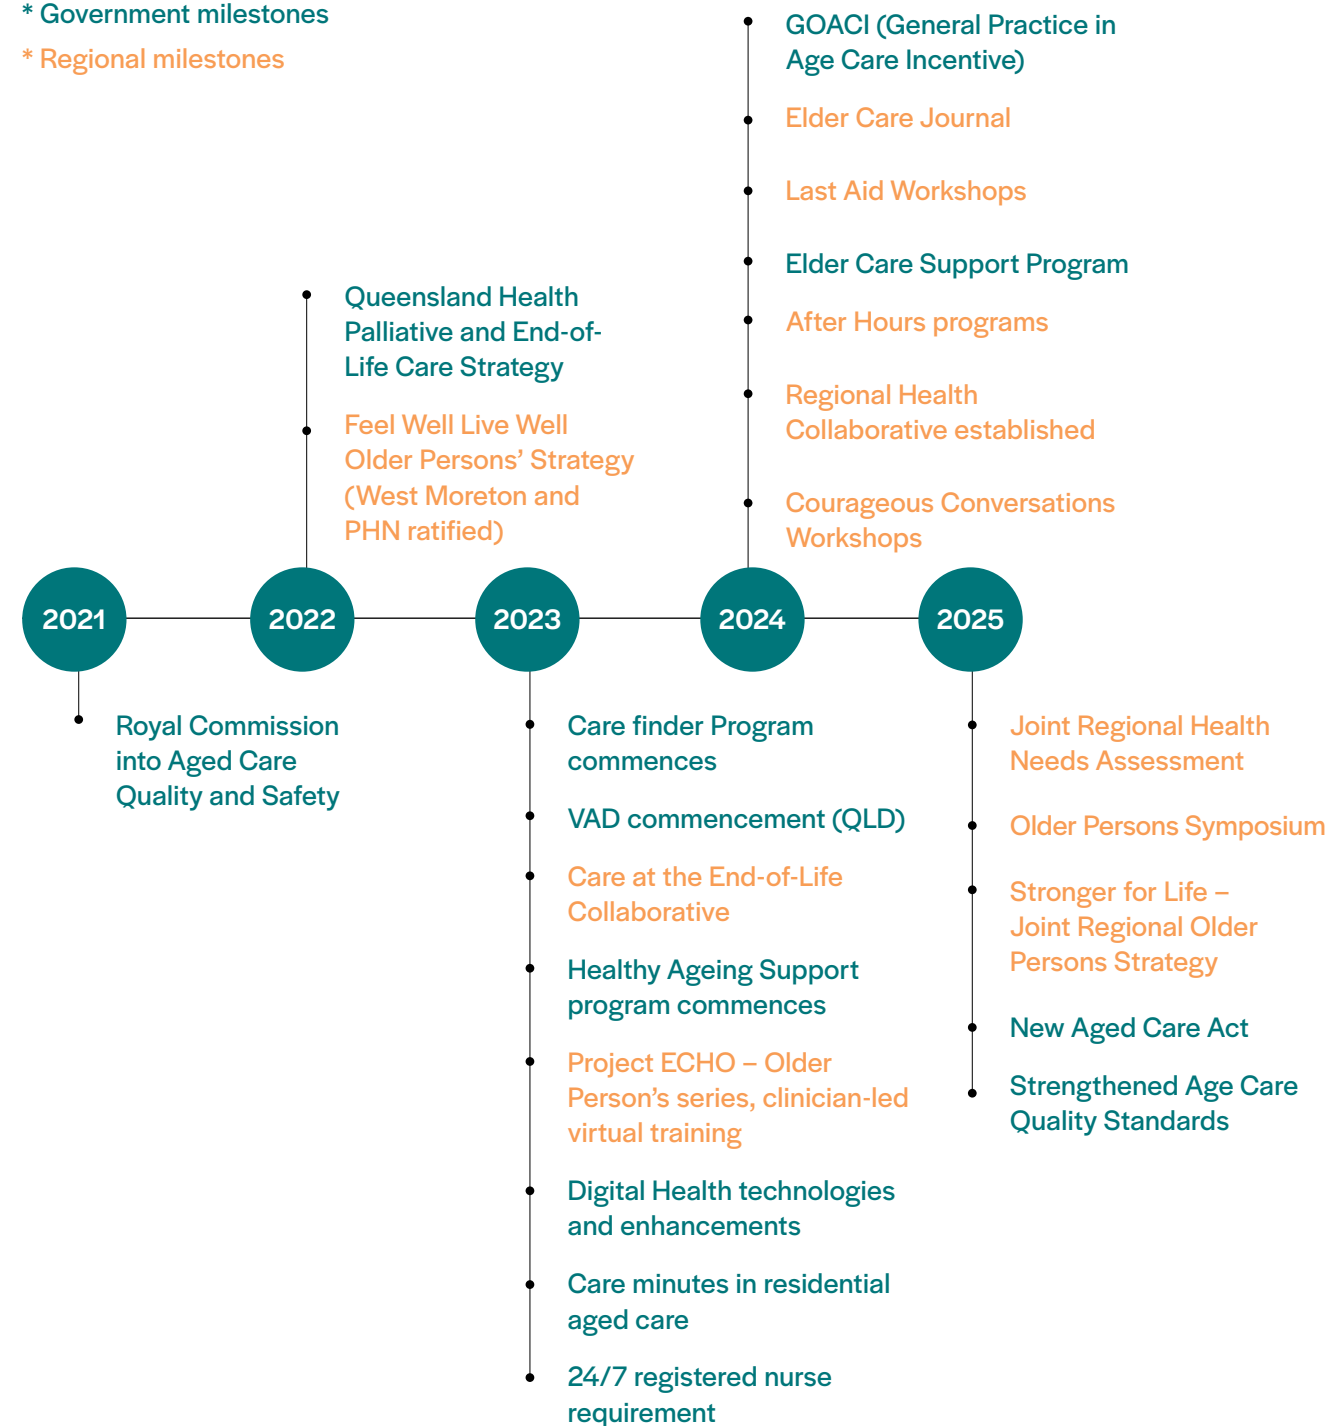 * Government milestones
* Regional milestones
GOACI (General Practice in
Age Care Incentive)
Elder Care Journal
Last Aid Workshops
Elder Care Support Program
After Hours programs
Regional Health
Collaborative established
Courageous Conversations
Workshops
Queensland Health
Palliative and End-of-
Life Care Strategy
Feel Well Live Well
Older Persons’ Strategy
(West Moreton and
PHN ratified)
2021
2022
2023
2024
2025
Royal Commission
into Aged Care
Quality and Safety
Care finder Program
commences
VAD commencement (QLD)
Care at the End-of-Life
Collaborative
Healthy Ageing Support
program commences
Project ECHO – Older
Person’s series, clinician-led
virtual training
Digital Health technologies
and enhancements
Care minutes in residential
aged care
24/7 registered nurse
requirement
Joint Regional Health
Needs Assessment
Older Persons Symposium
Stronger for Life –
Joint Regional Older
Persons Strategy
New Aged Care Act
Strengthened Age Care
Quality Standards